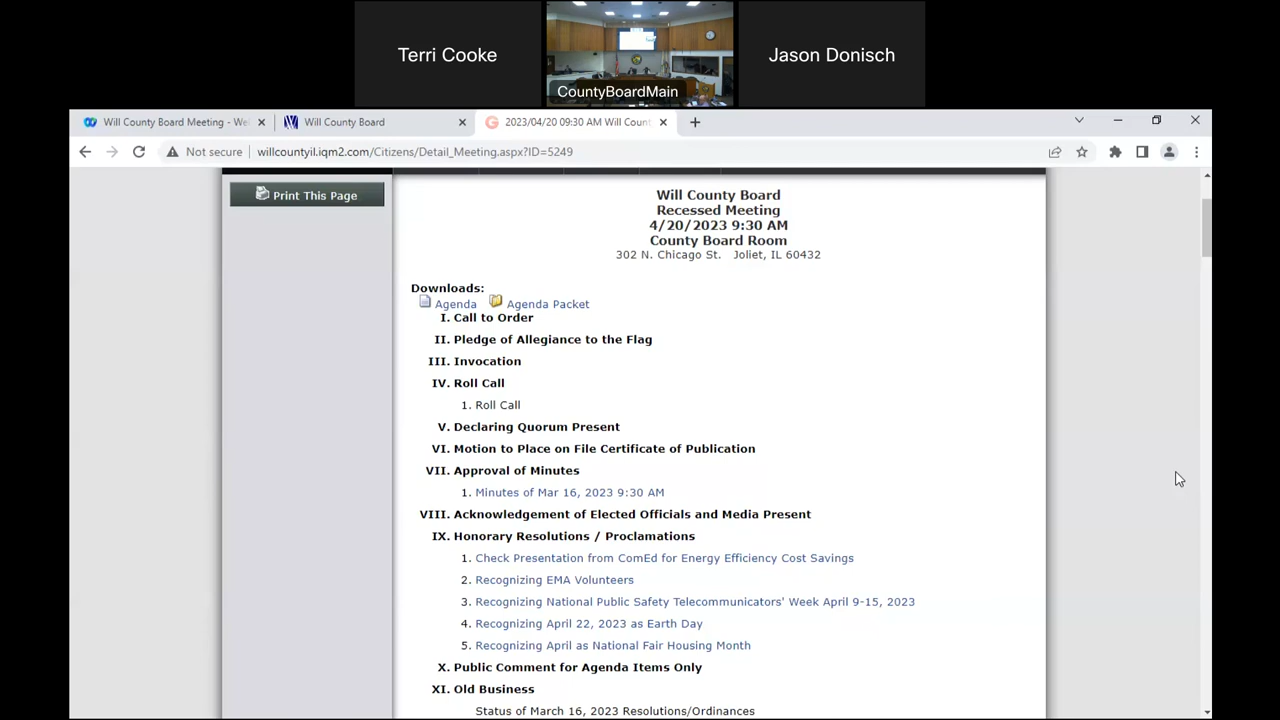 Terri Cooke
CountyBoardMain
Jason Donisch
Will County Board Meeting - We
Will County Board
2023/04/20 09:30 AM Will Count
Not secure
willcountyil.iqm2.com/Citizens/Detail_Meeting.aspx?ID=5249
Print This Page
Will County Board
Recessed Meeting
4/20/2023 9:30 AM
County Board Room
302 N. Chicago St. Joliet, IL 60432
Downloads:
Agenda Agenda Packet
I. Call to Order
II. Pledge of Allegiance to the Flag
III. Invocation
IV. Roll Call
1. Roll Call
V. Declaring Quorum Present
VI. Motion to Place on File Certificate of Publication
VII. Approval of Minutes
1. Minutes of Mar 16, 2023 9:30 AM
VIII. Acknowledgement of Elected Officials and Media Present
IX. Honorary Resolutions / Proclamations
1. Check Presentation from ComEd for Energy Efficiency Cost Savings
2. Recognizing EMA Volunteers
3. Recognizing National Public Safety Telecommunicators' Week April 9-15, 2023
4. Recognizing April 22, 2023 as Earth Day
5. Recognizing April as National Fair Housing Month
X. Public Comment for Agenda Items Only
XI. Old Business
Status of March 16, 2023 Resolutions/Ordinances